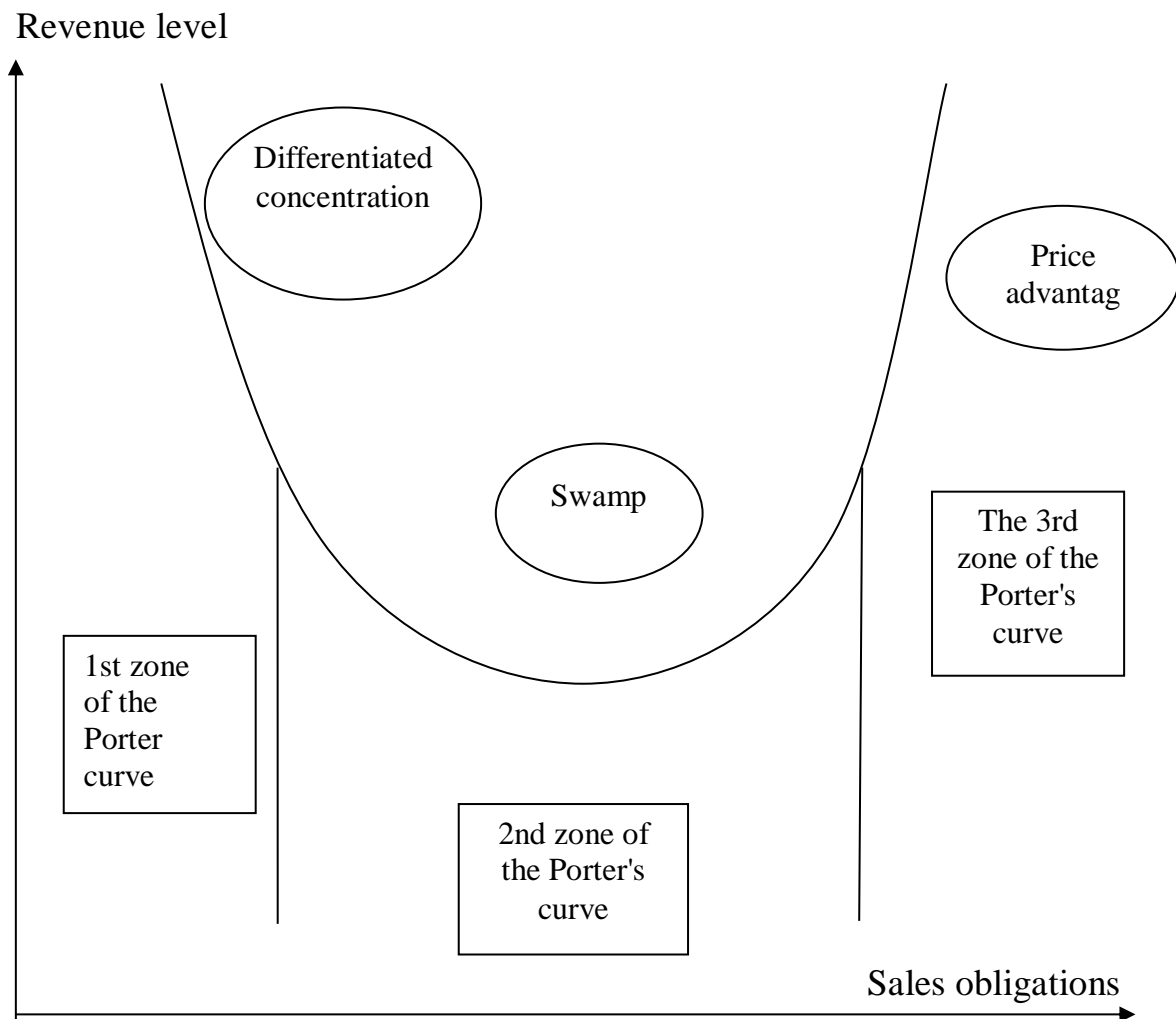 Revenue level
Differentiated
concentration
Price
advantag
Swamp
The 3rd
zone of the
Porter's
curve
1st zone
of the
Porter
curve
2nd zone of
the Porter's
curve
Sales obligations